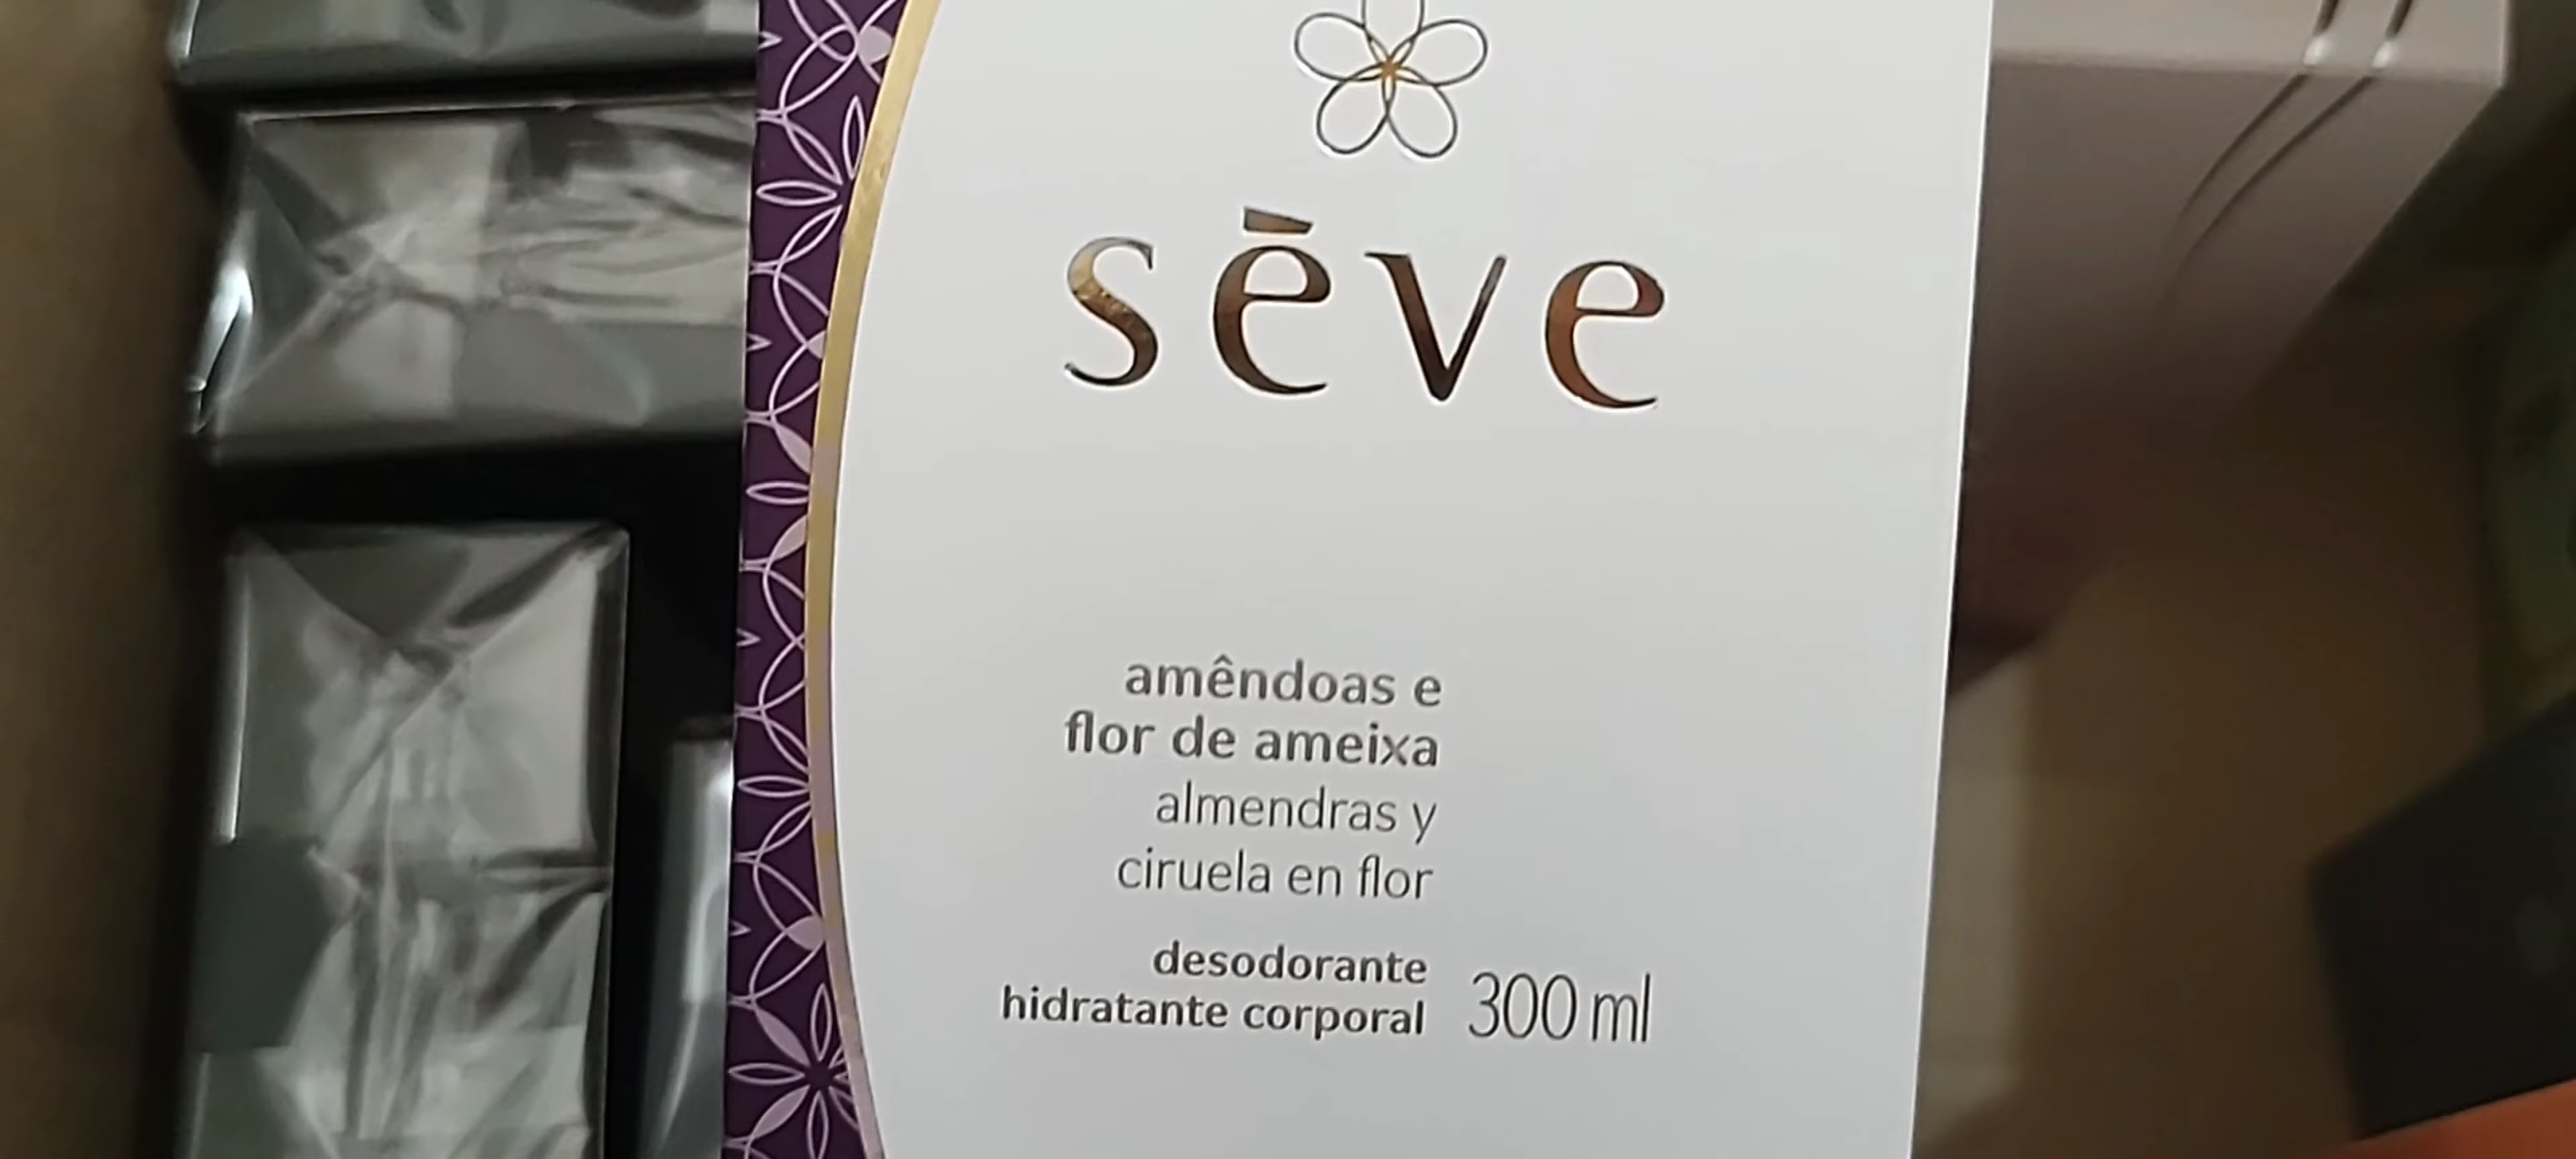 sēve
amêndoas e
flor de ameixa
almendras y
ciruela en flor
desodorante
hidratante corporal 300 ml